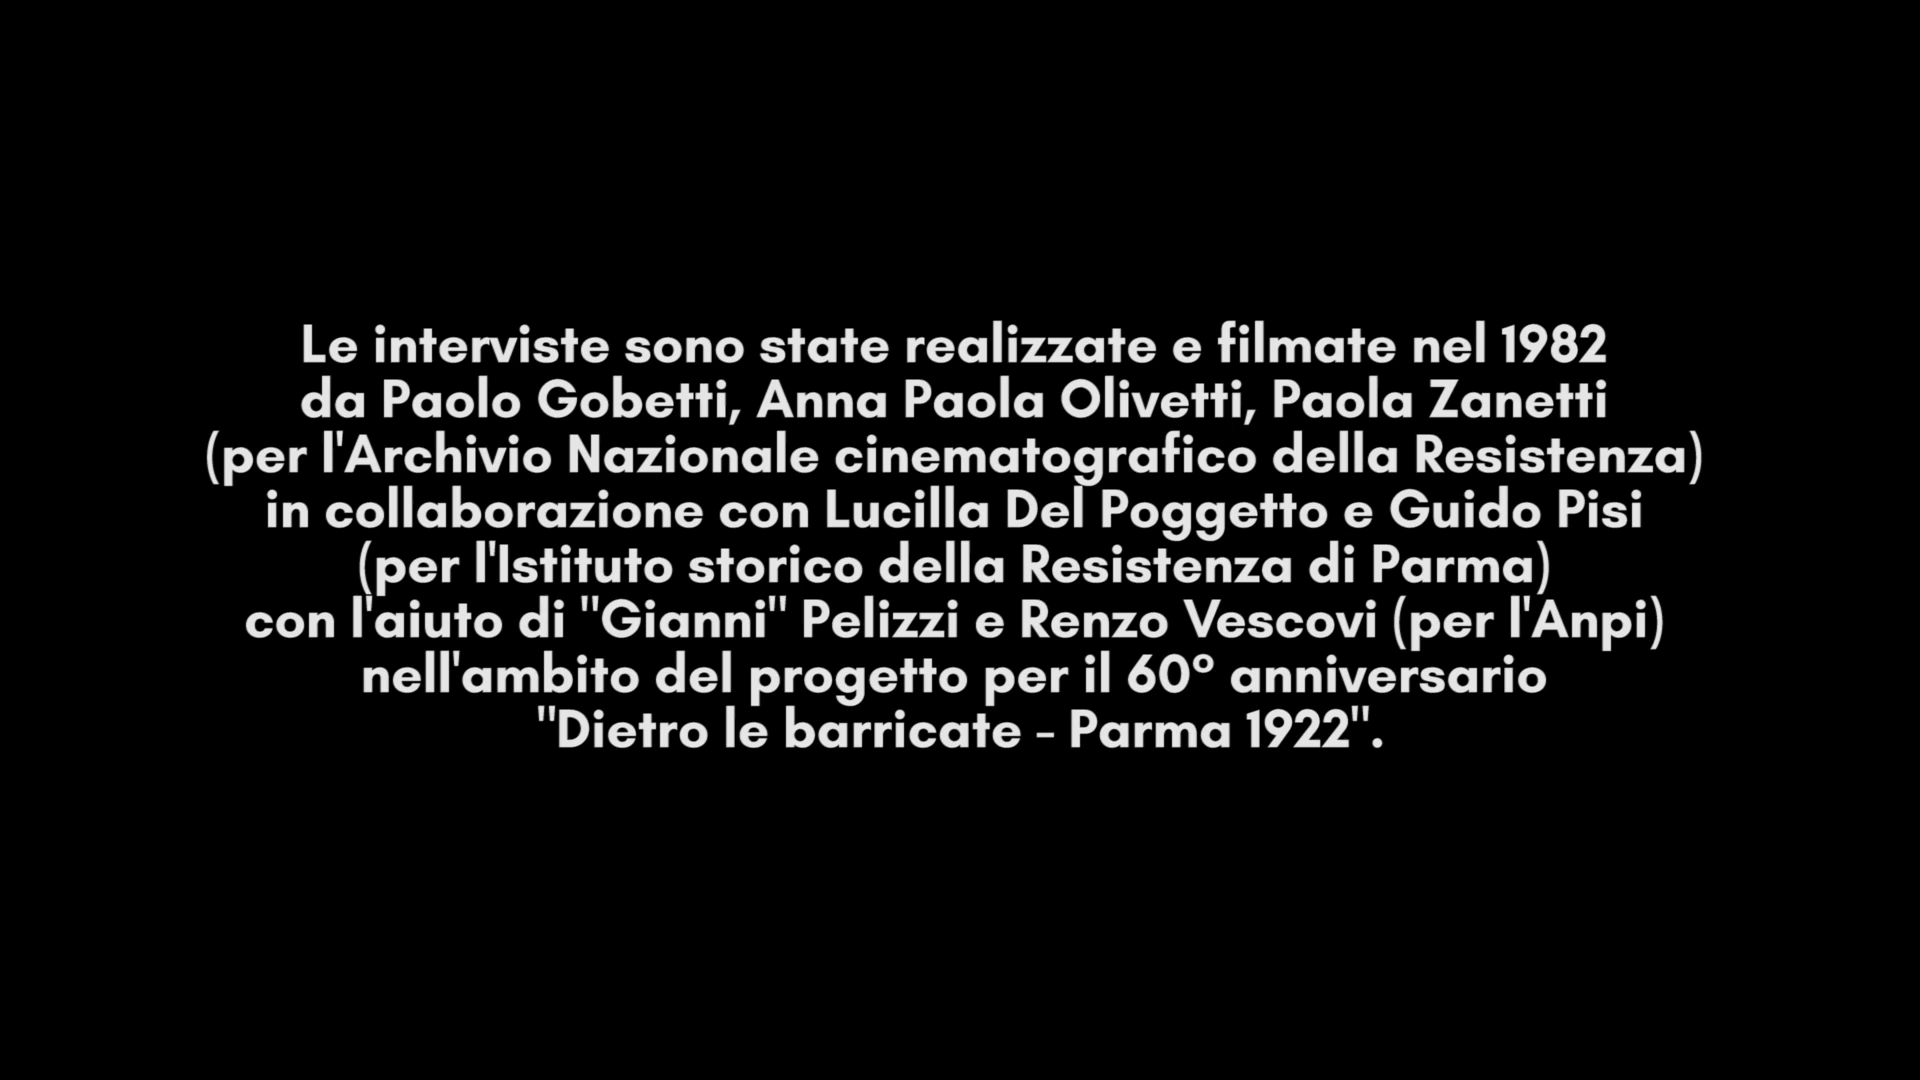 Le interviste sono state realizzate e filmate nel 1982
da Paolo Gobetti, Anna Paola Olivetti, Paola Zanetti
(per l'Archivio Nazionale cinematografico della Resistenza)
in collaborazione con Lucilla Del Poggetto e Guido Pisi
(per l'Istituto storico della Resistenza di Parma)
con l'aiuto di "Gianni" Pelizzi e Renzo Vescovi (per l'Anpi)
nell'ambito del progetto per il 60º anniversario
"Dietro le barricate - Parma 1922".